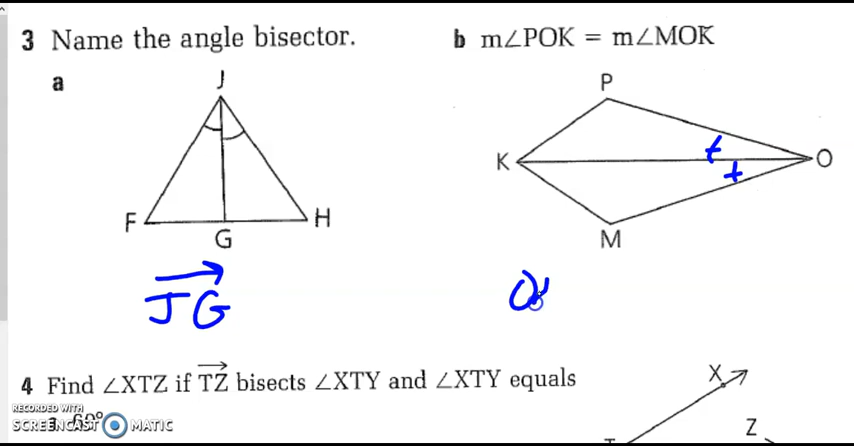 3 Name the angle bisector.
a
J
F
G
H
JG
b m∠POK = m∠MOK
P
K
O
M
t
t
4 Find ∠XTZ if TZ bisects ∠XTY and ∠XTY equals
X
Z
RECORDED WITH
SCREENCAST MATIC